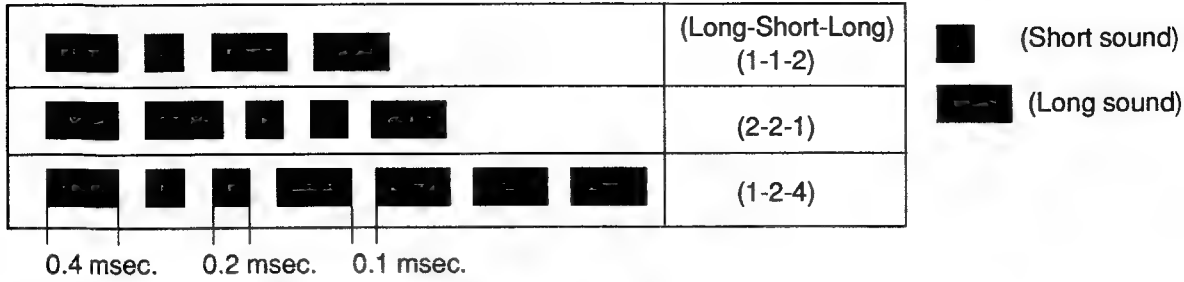 (Long-Short-Long)
(1-1-2)
(2-2-1)
(1-2-4)
0.4 msec. 0.2 msec. 0.1 msec.
(Short sound)
(Long sound)